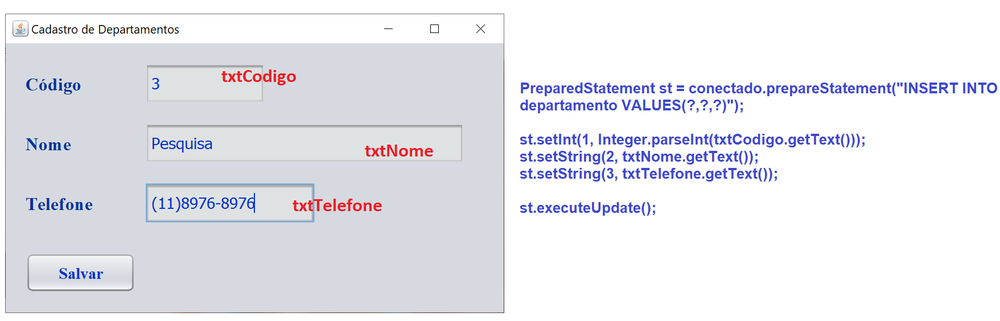 Cadastro de Departamentos
Código
3
txtCodigo
Nome
Pesquisa
txtNome
Telefone
(11)8976-8976
txtTelefone
Salvar
PreparedStatement st = conectado.prepareStatement("INSERT INTO
departamento VALUES(?,?,?)");
st.setInt(1, Integer.parseInt(txtCodigo.getText()));
st.setString(2, txtNome.getText());
st.setString(3, txtTelefone.getText());
st.executeUpdate();